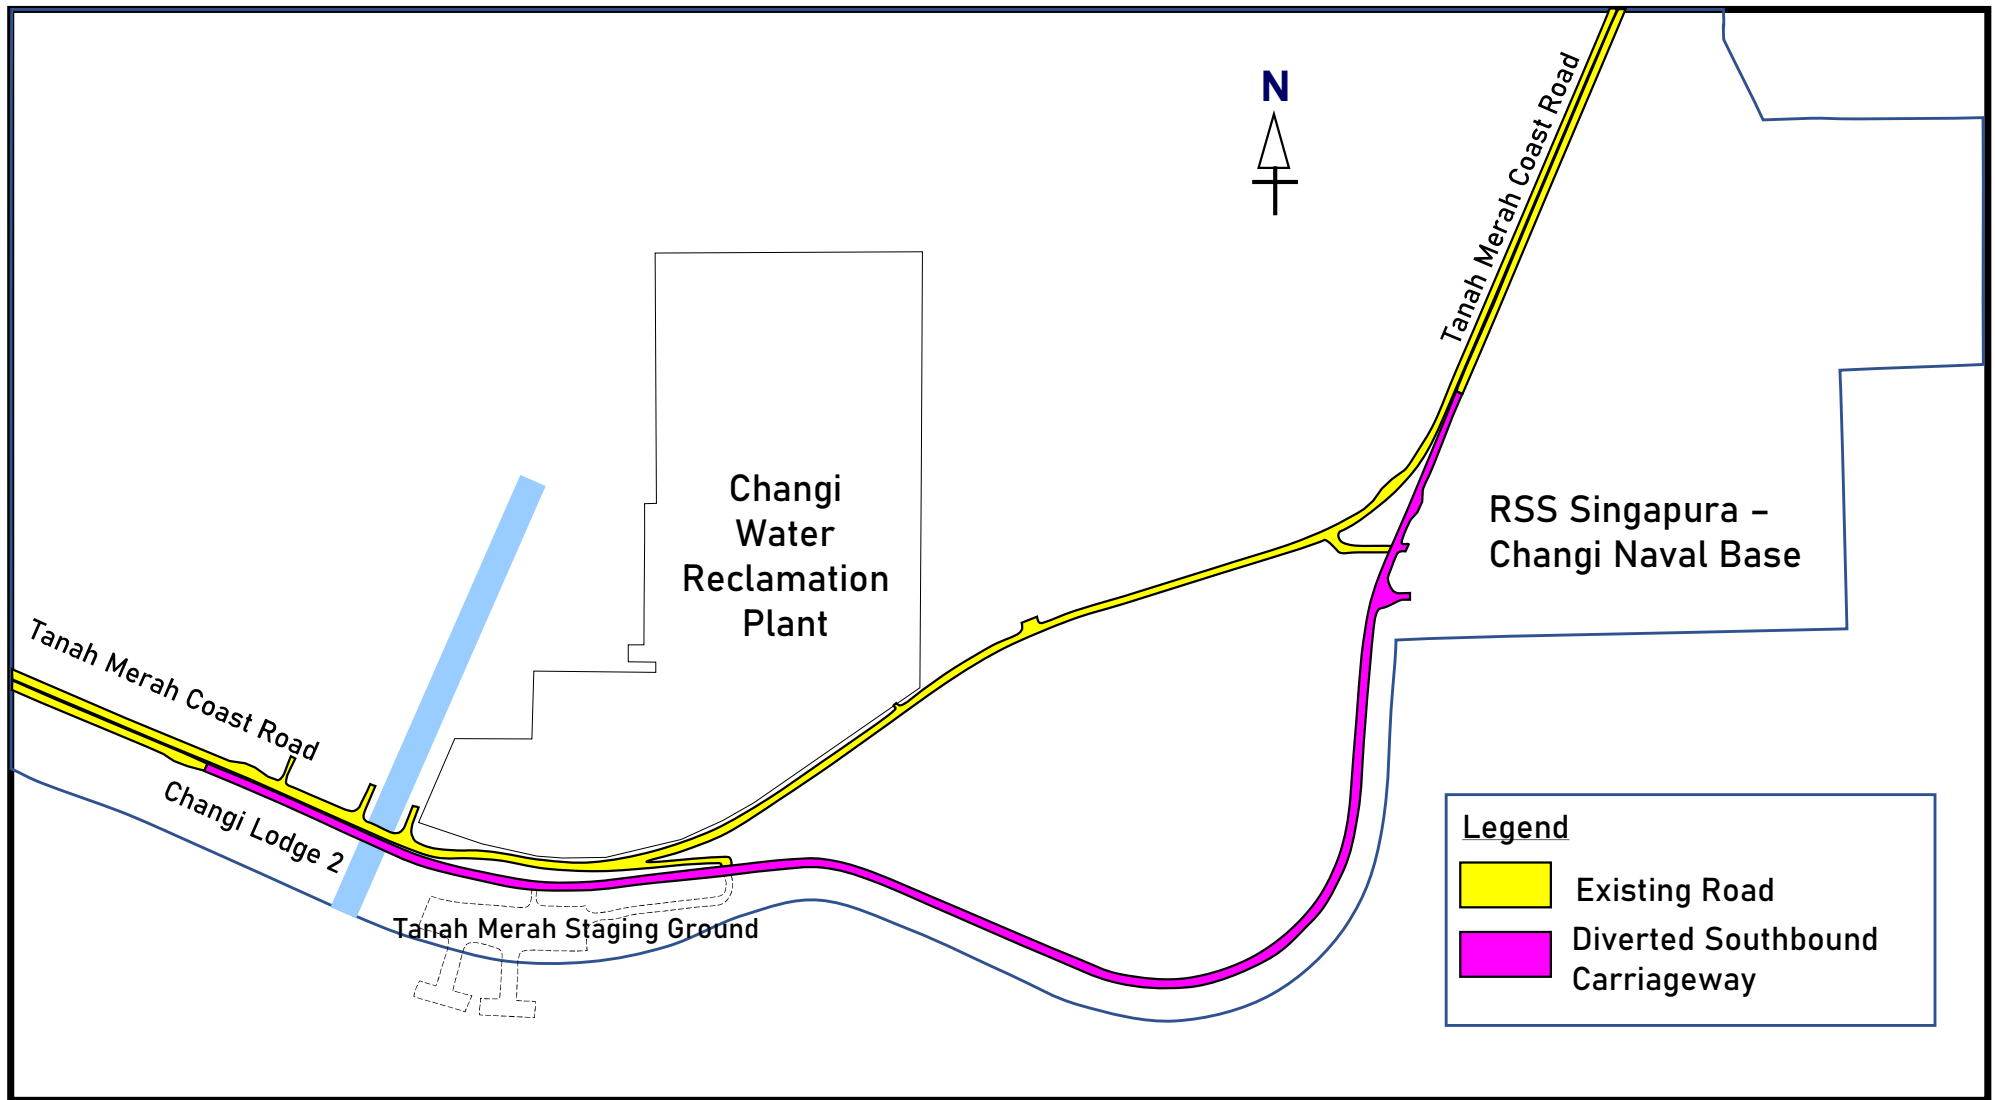 N
Tanah Merah Coast Road
Changi
Water
Reclamation
Plant
RSS Singapura –
Changi Naval Base
Tanah Merah Coast Road
Changi Lodge 2
Tanah Merah Staging Ground
Legend
Existing Road
Diverted Southbound
Carriageway